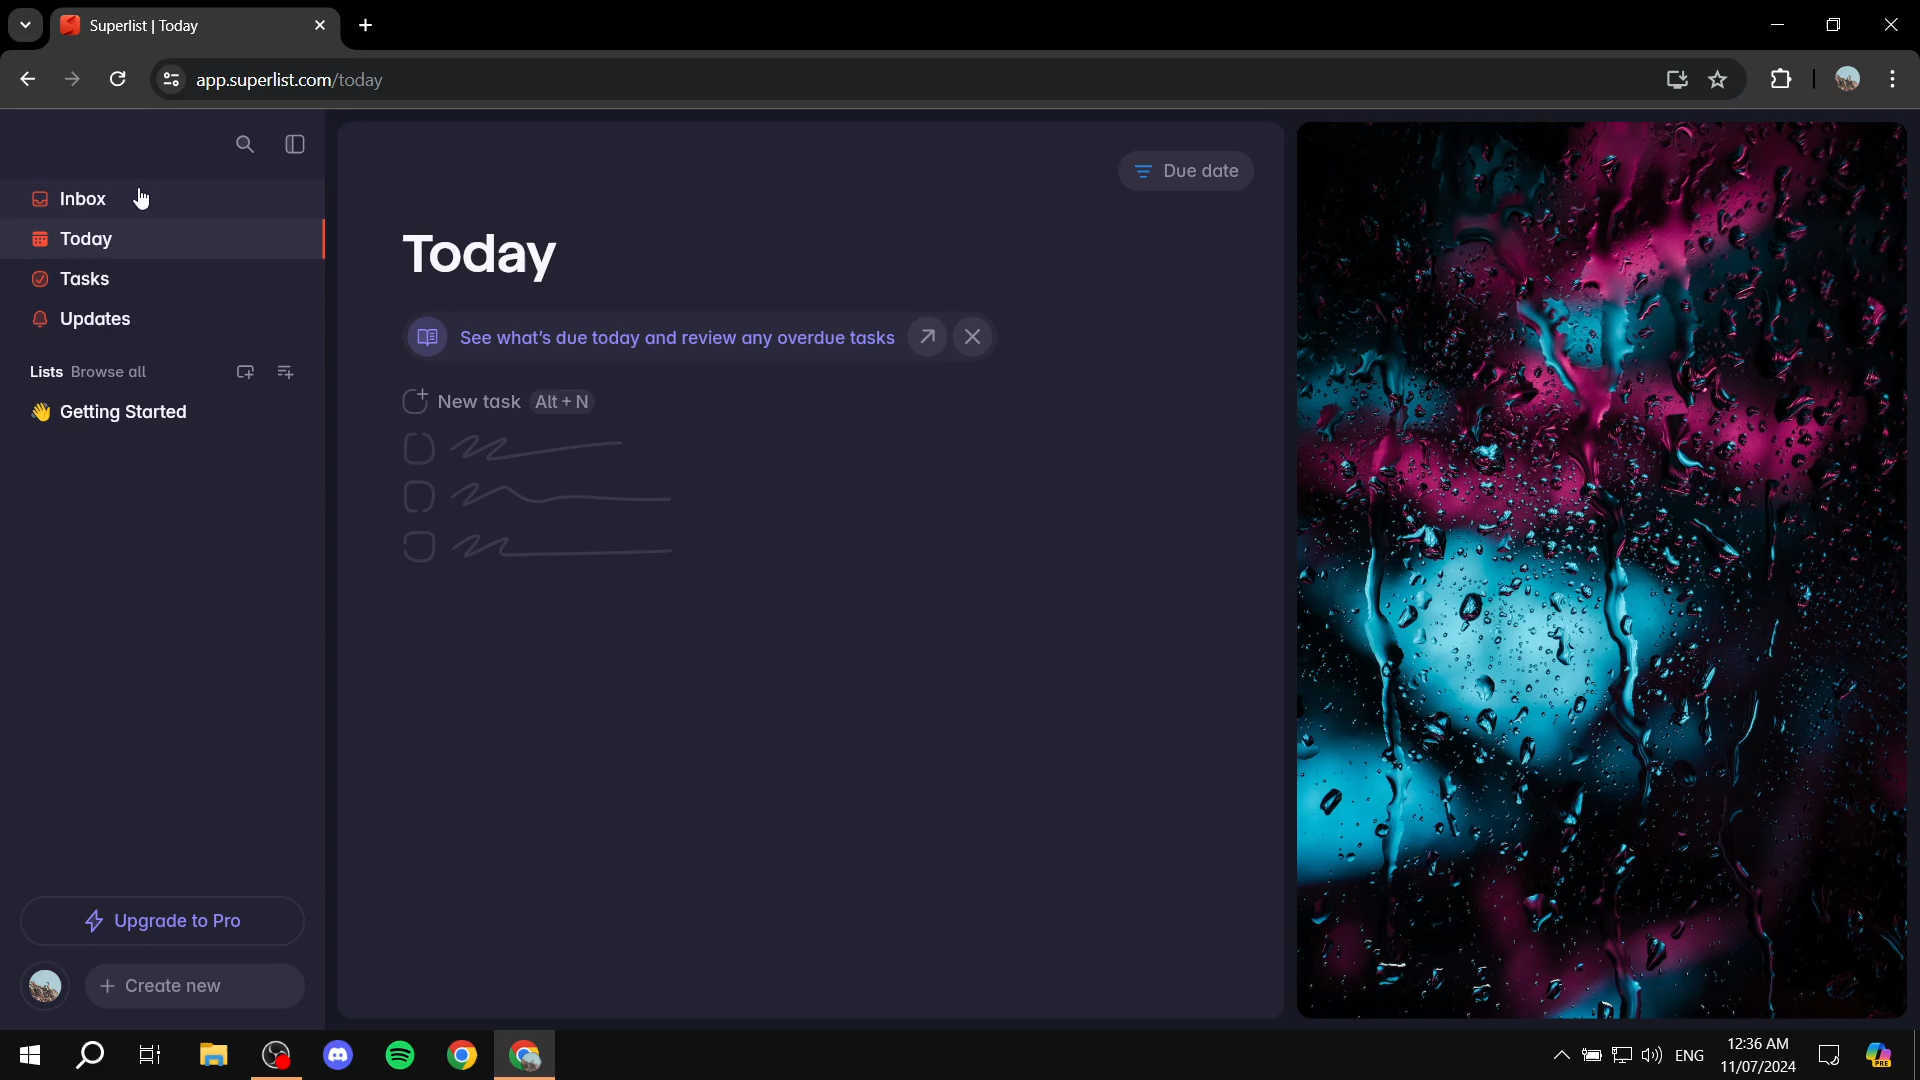 Superlist | Today
app.superlist.com/today
Inbox
Today
Tasks
Updates
Lists Browse all
Getting Started
Upgrade to Pro
+ Create new
Due date
Today
See what's due today and review any overdue tasks
New task Alt + N
ENG
12:36 AM
11/07/2024
PRE